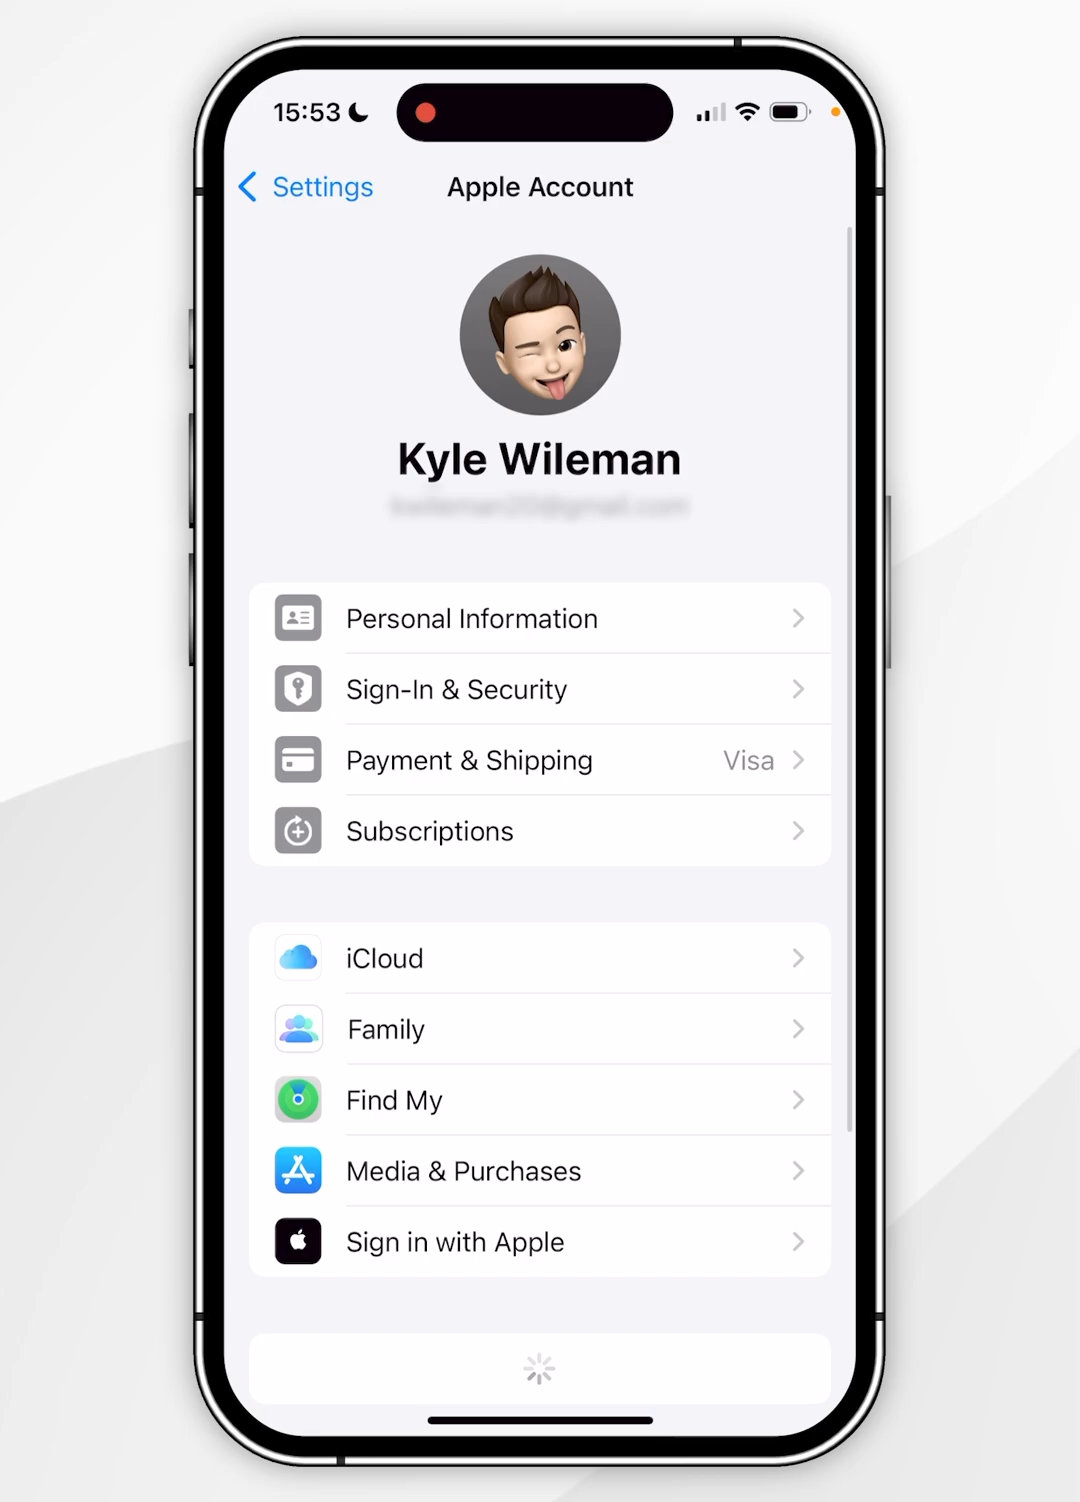 15:53
Settings
Apple Account
Kyle Wileman
Personal Information
Sign-In & Security
Payment & Shipping Visa
Subscriptions
iCloud
Family
Find My
Media & Purchases
Sign in with Apple